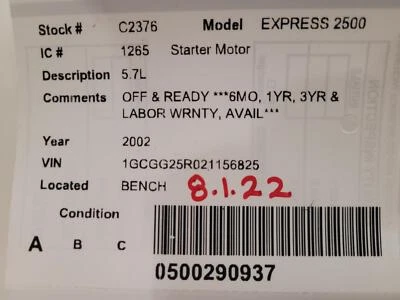 Stock # C2376 Model EXPRESS 2500
IC # 1265 Starter Motor
Description 5.7L
Comments OFF & READY ***6MO, 1YR, 3YR &
LABOR WRNTY, AVAIL***
Year 2002
VIN 1GCGG25R021156825
Located BENCH 8.1.22
Condition
A B C
0500290937